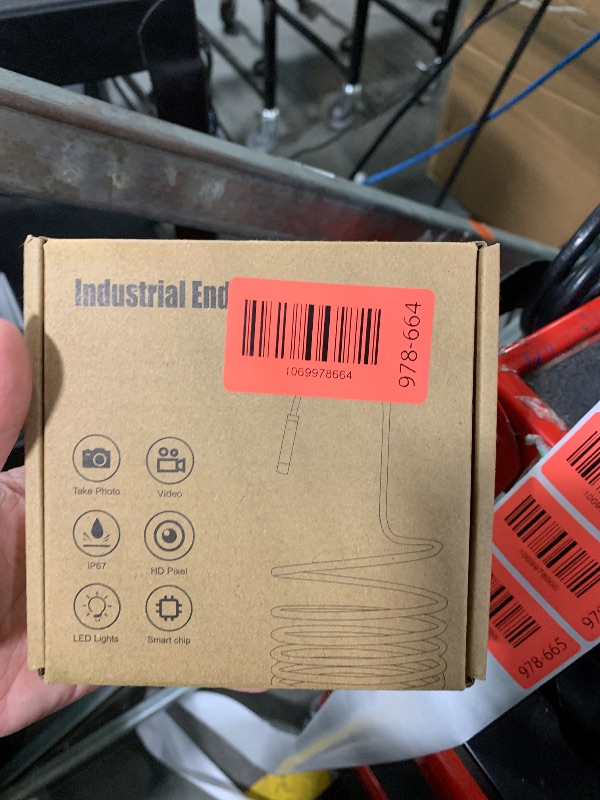 Industrial End
1069978664
978-664
Take Photo
Video
IP67
HD Pixel
LED Lights
Smart chip
978-665